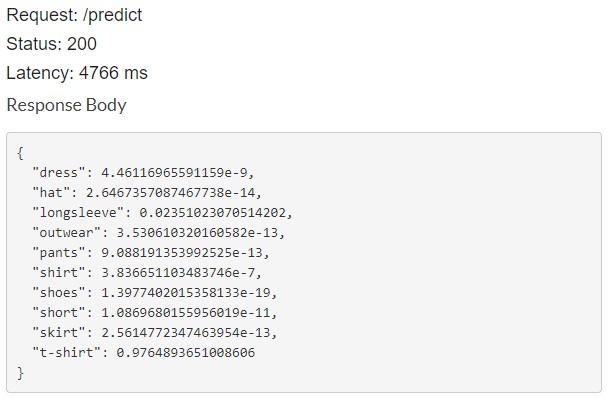 Request: /predict
Status: 200
Latency: 4766 ms
Response Body
{
"dress": 4.46116965591159e-9,
"hat": 2.6467357087467738e-14,
"longsleeve": 0.02351023070514202,
"outwear": 3.530610320160582e-13,
"pants": 9.088191353992525e-13,
"shirt": 3.836651103483746e-7,
"shoes": 1.3977402015358133e-19,
"short": 1.0869680155956019e-11,
"skirt": 2.5614772347463954e-13,
"t-shirt": 0.9764893651008606
}